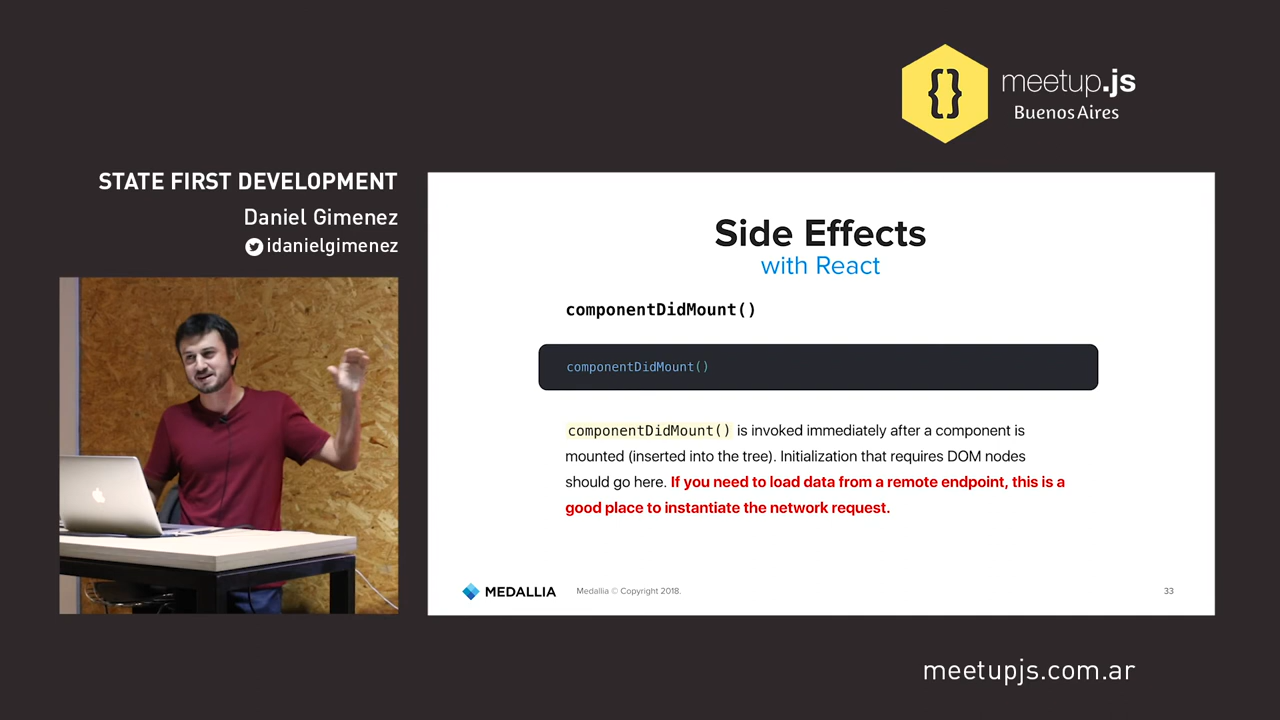 {}
meetup.js
Buenos Aires
STATE FIRST DEVELOPMENT
Daniel Gimenez
idanielgimenez
Side Effects
with React
componentDidMount()
componentDidMount()
componentDidMount() is invoked immediately after a component is
mounted (inserted into the tree). Initialization that requires DOM nodes
should go here. If you need to load data from a remote endpoint, this is a
good place to instantiate the network request.
MEDALLIA
Medallia © Copyright 2018.
33
meetupjs.com.ar